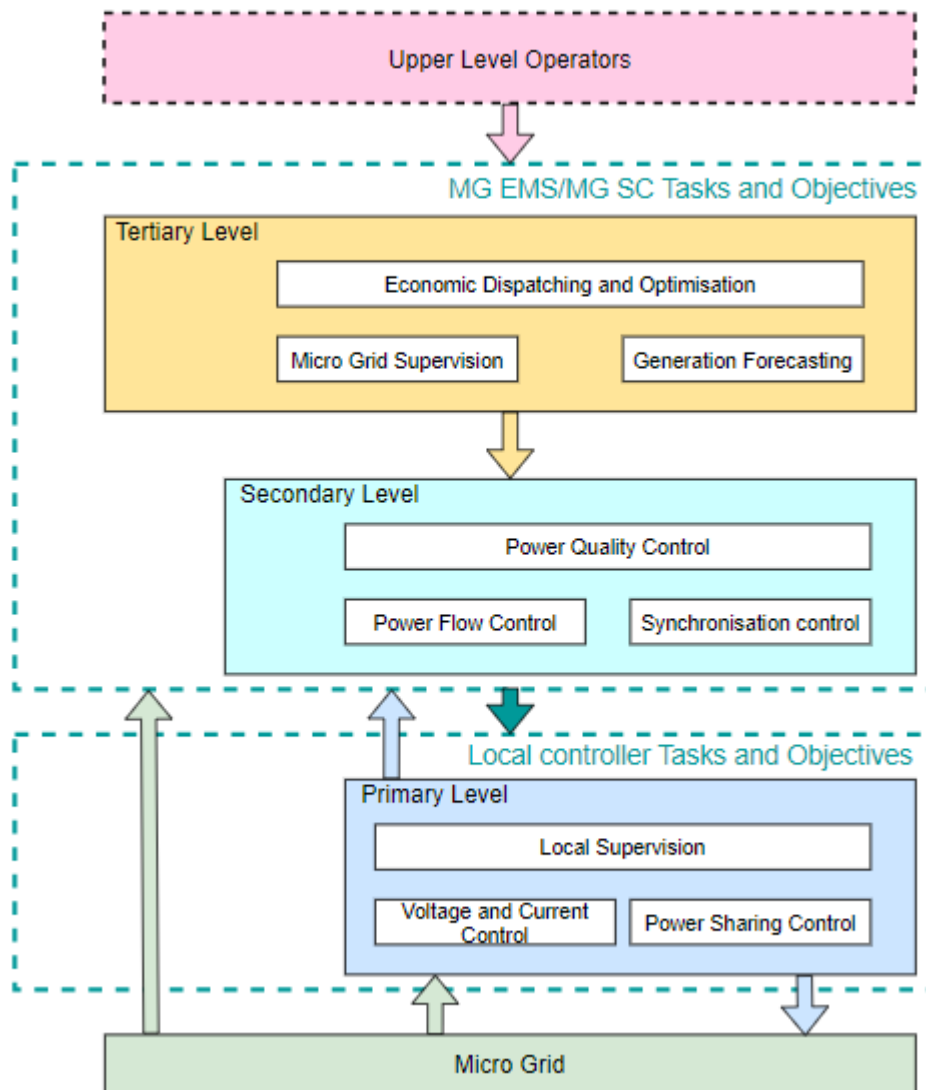 Upper Level Operators
MG EMS/MG SC Tasks and Objectives
Tertiary Level
Economic Dispatching and Optimisation
Micro Grid Supervision
Generation Forecasting
Secondary Level
Power Quality Control
Power Flow Control
Synchronisation control
Local controller Tasks and Objectives
Primary Level
Local Supervision
Voltage and Current
Control
Power Sharing Control
Micro Grid